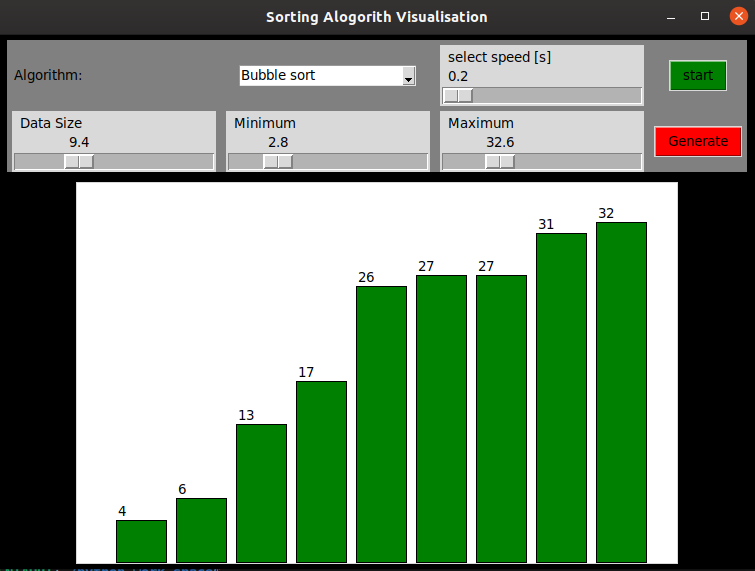 Sorting Alogorith Visualisation
Algorithm:
Bubble sort
select speed [s]
0.2
start
Data Size
9.4
Minimum
2.8
Maximum
32.6
Generate
4
6
13
17
26
27
27
31
32